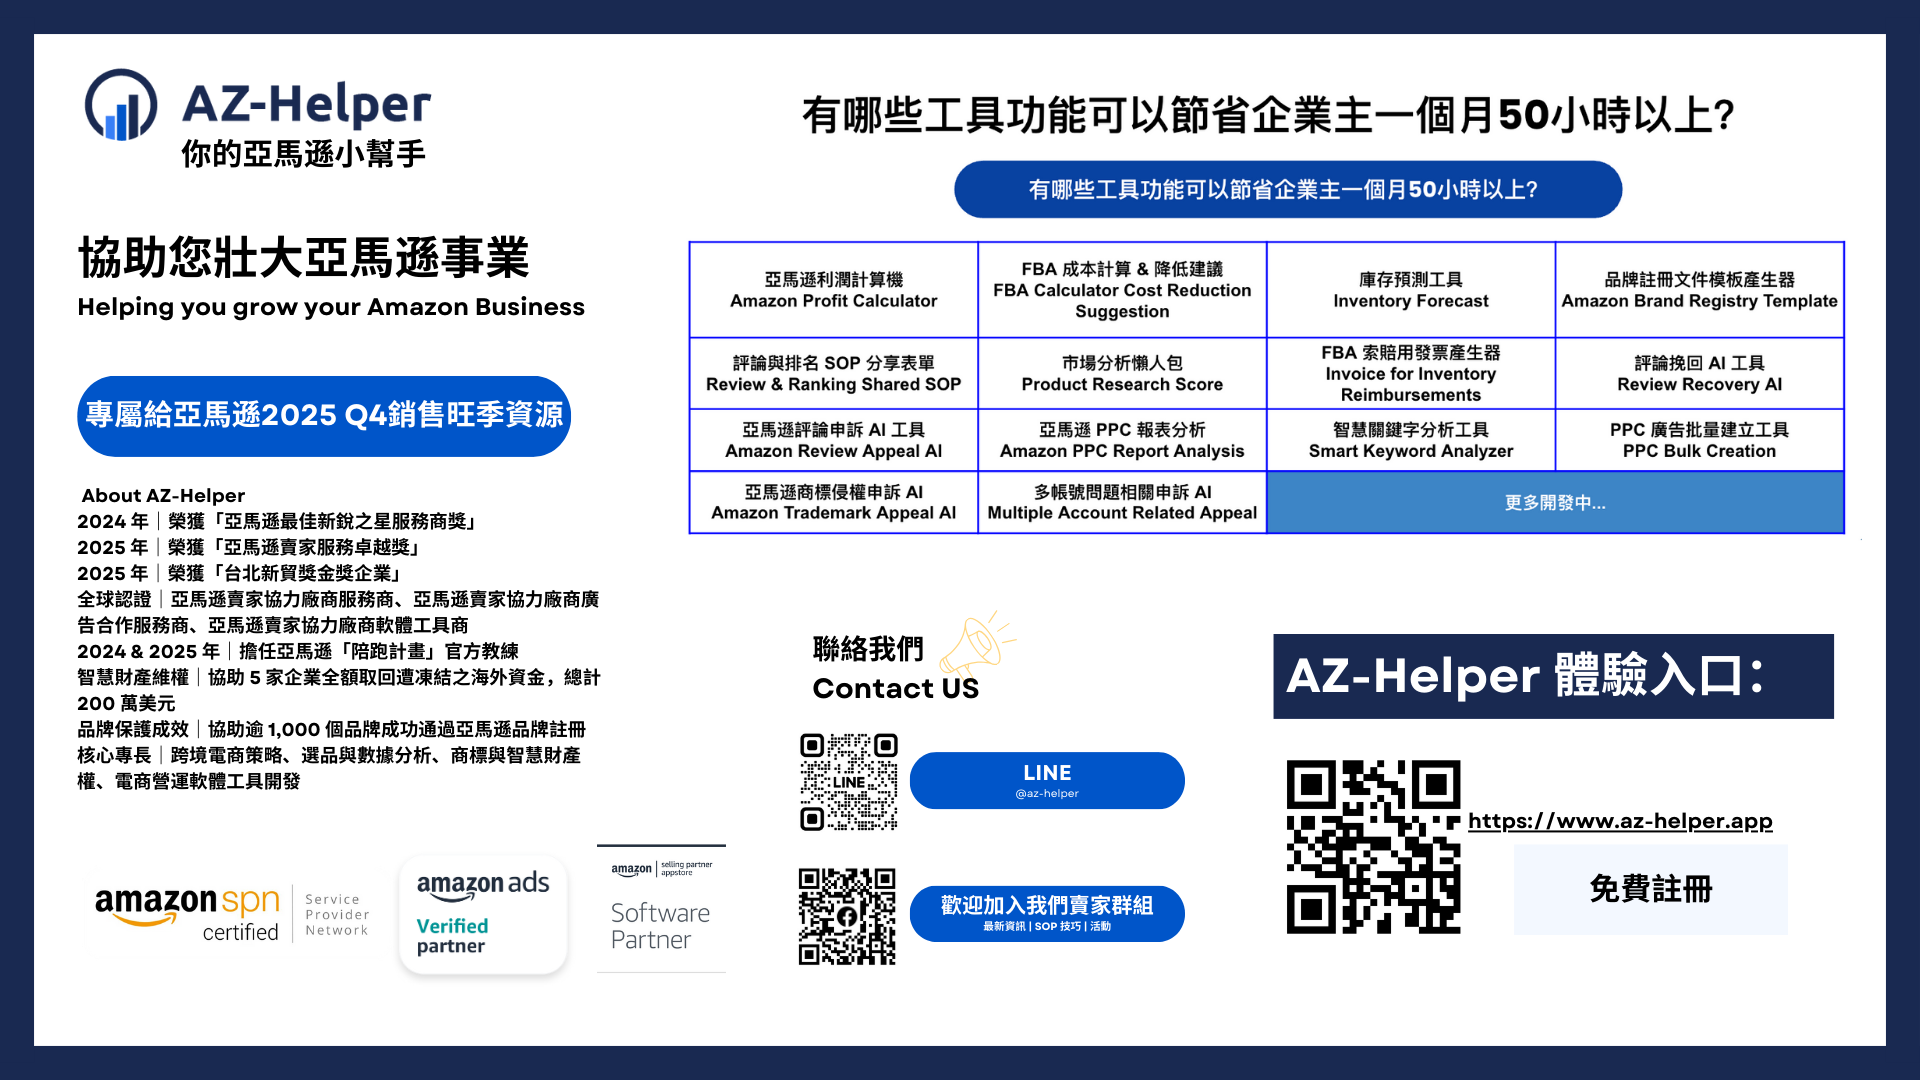 AZ-Helper
你的亞馬遜小幫手
協助您壯大亞馬遜事業
Helping you grow your Amazon Business
專屬給亞馬遜2025 Q4銷售旺季資源
About AZ-Helper
2024 年｜榮獲「亞馬遜最佳新銳之星服務商獎」
2025 年｜榮獲「亞馬遜賣家服務卓越獎」
2025 年｜榮獲「台北新貿獎金獎企業」
全球認證｜亞馬遜賣家協力廠商服務商、亞馬遜賣家協力廠商廣
告合作服務商、亞馬遜賣家協力廠商軟體工具商
2024 & 2025 年｜擔任亞馬遜「陪跑計畫」官方教練
智慧財產維權｜協助 5 家企業全額取回遭凍結之海外資金，總計
200 萬美元
品牌保護成效｜協助逾 1,000 個品牌成功通過亞馬遜品牌註冊
核心專長｜跨境電商策略、選品與數據分析、商標與智慧財產
權、電商營運軟體工具開發
amazon spn
certified
Service
Provider
Network
amazon ads
Verified
partner
amazon
selling partner
appstore
Software
Partner
有哪些工具功能可以節省企業主一個月50小時以上?
有哪些工具功能可以節省企業主一個月50小時以上?
亞馬遜利潤計算機
Amazon Profit Calculator
FBA 成本計算 & 降低建議
FBA Calculator Cost Reduction
Suggestion
庫存預測工具
Inventory Forecast
品牌註冊文件模板產生器
Amazon Brand Registry Template
評論與排名 SOP 分享表單
Review & Ranking Shared SOP
市場分析懶人包
Product Research Score
FBA 索賠用發票產生器
Invoice for Inventory
Reimbursements
評論挽回 AI 工具
Review Recovery AI
亞馬遜評論申訴 AI 工具
Amazon Review Appeal AI
亞馬遜 PPC 報表分析
Amazon PPC Report Analysis
智慧關鍵字分析工具
Smart Keyword Analyzer
PPC 廣告批量建立工具
PPC Bulk Creation
亞馬遜商標侵權申訴 AI
Amazon Trademark Appeal AI
多帳號問題相關申訴 AI
Multiple Account Related Appeal
更多開發中...
聯絡我們
Contact US
LINE
LINE
@az-helper
歡迎加入我們賣家群組
最新資訊 | SOP 技巧 | 活動
AZ-Helper 體驗入口：
https://www.az-helper.app
免費註冊